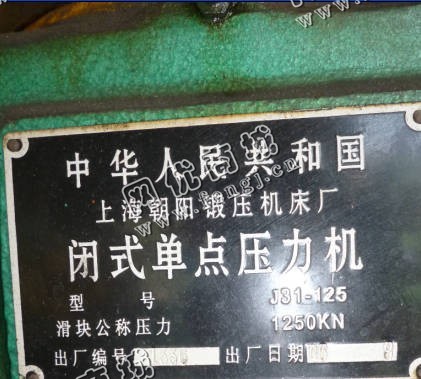 中华人民共和国
上海朝阳锻压机床厂
闭式单点压力机
型 号 J31-125
滑块公称压力 1250KN
出厂编号 出厂日期